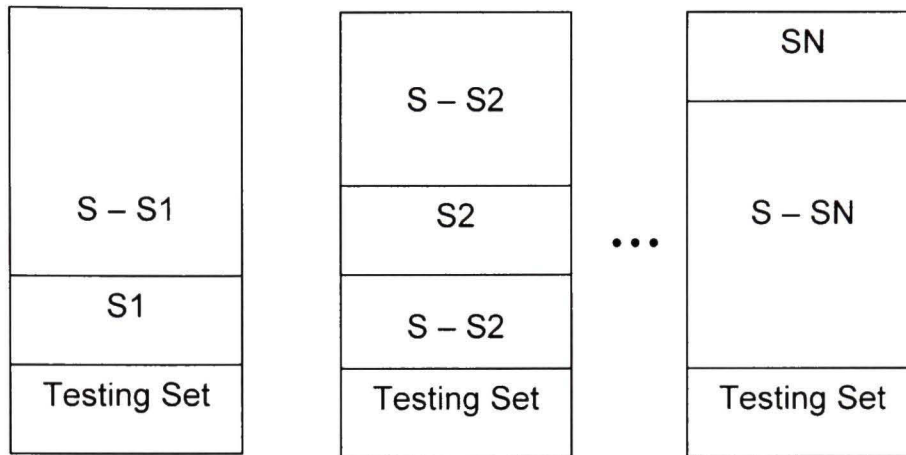 S – S1
S1
Testing Set
S – S2
S2
S – S2
Testing Set
...
SN
S – SN
Testing Set